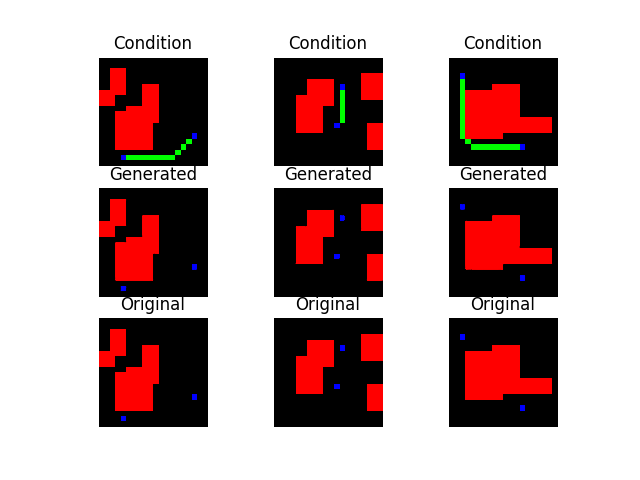 Condition Condition Condition
Generated Generated Generated
Original Original Original